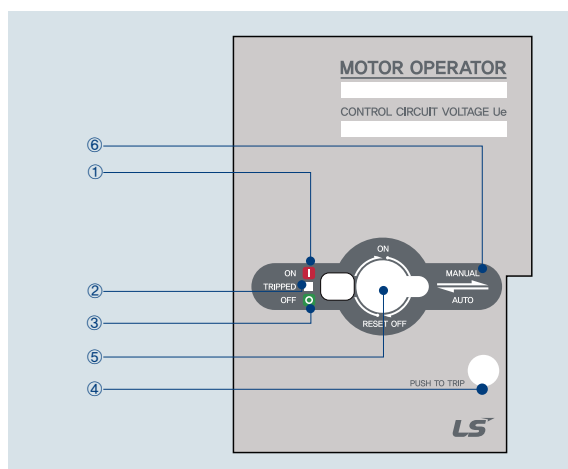 MOTOR OPERATOR
CONTROL CIRCUIT VOLTAGE Ue
⑥
①
ON
ON I
MANUAL
②
TRIPPED
③
OFF O
AUTO
RESET OFF
⑤
④
PUSH TO TRIP
LS